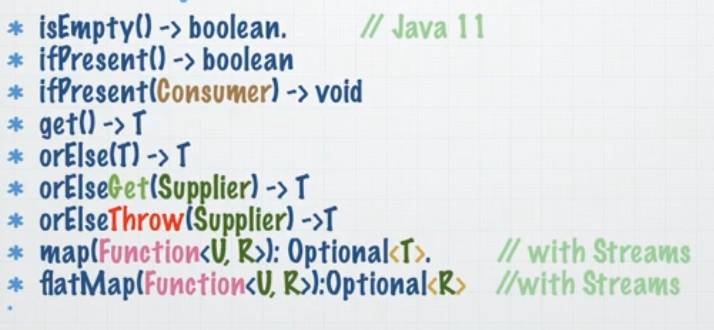 * isEmpty() -> boolean. // Java 11
* ifPresent() -> boolean
* ifPresent(Consumer) -> void
* get() -> T
* orElse(T) -> T
* orElseGet(Supplier) -> T
* orElseThrow(Supplier) ->T
* map(Function<U, R>): Optional<T>. // with Streams
* flatMap(Function<U, R>):Optional<R> //with Streams